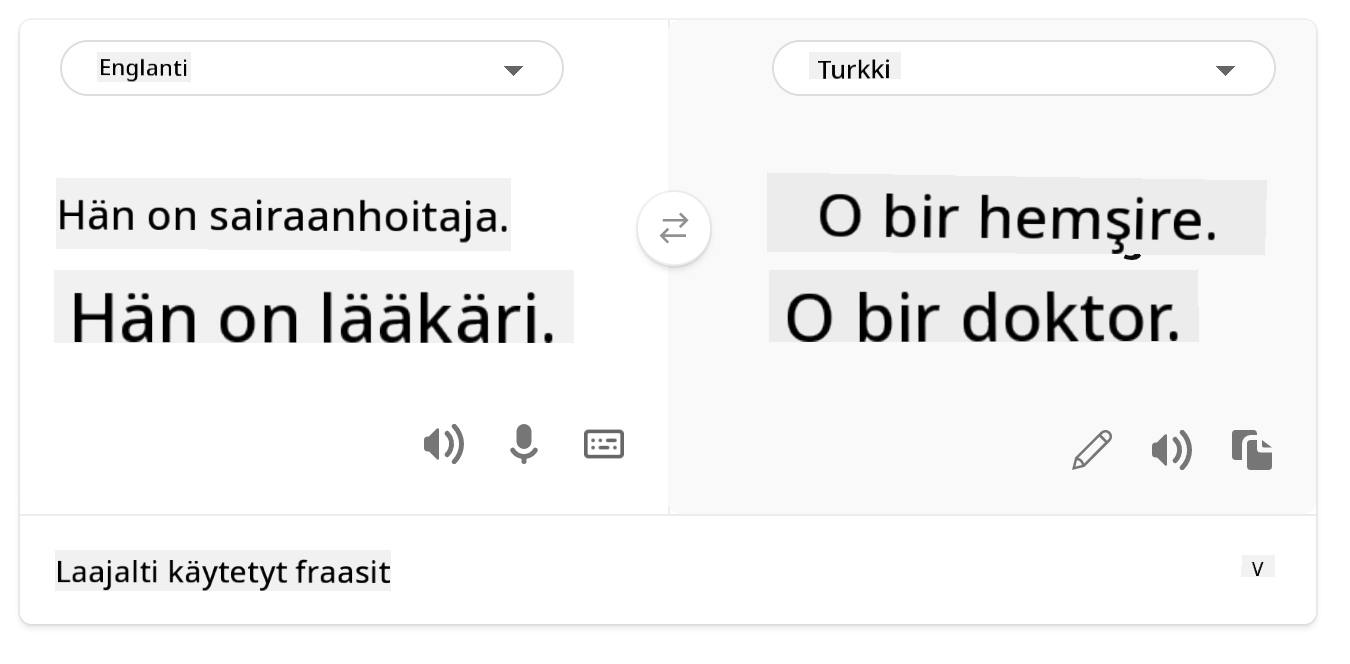 Englanti
Turkki
Hän on sairaanhoitaja.
O bir hemşire.
Hän on lääkäri.
O bir doktor.
Laajalti käytetyt fraasit
V